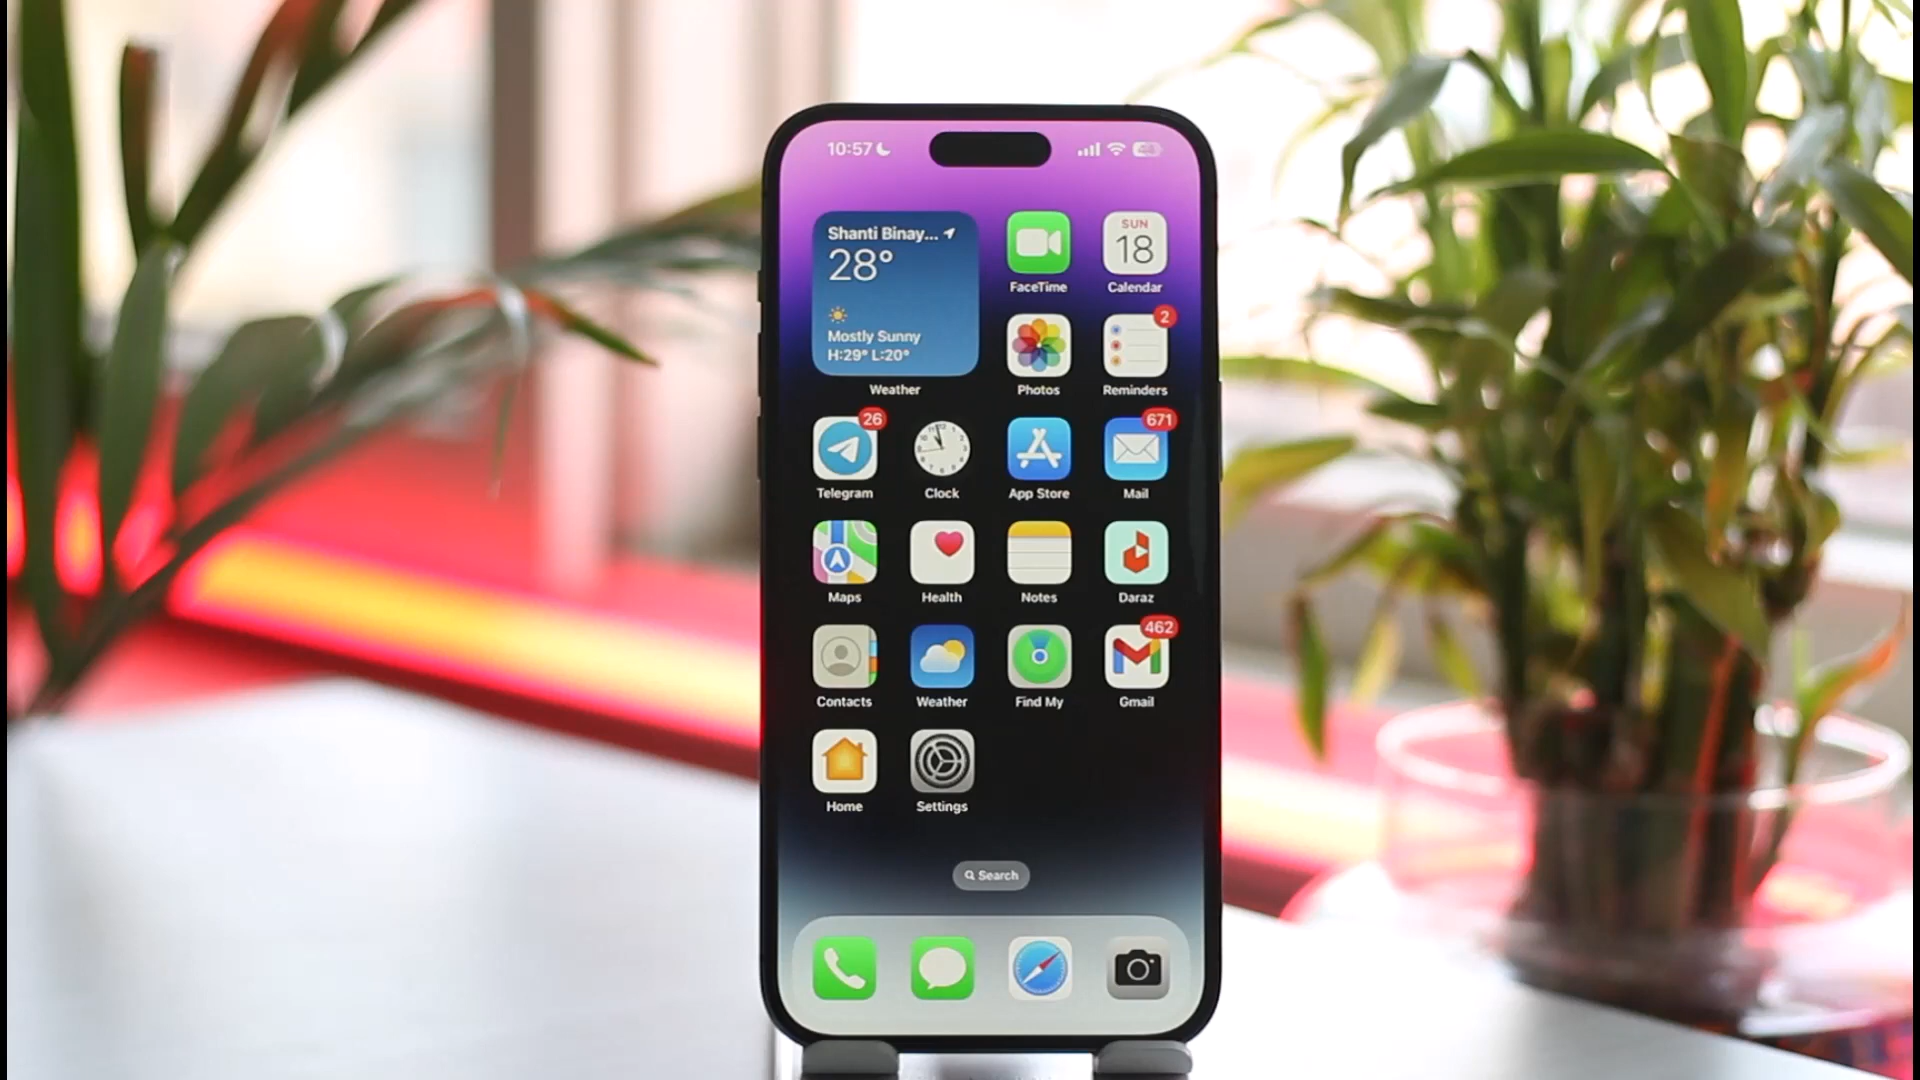 10:57
Shanti Binay...
28°
Mostly Sunny
H:29° L:20°
Weather
FaceTime
SUN
18
Calendar
Photos
2
Reminders
26
Telegram
Clock
App Store
671
Mail
Maps
Health
Notes
Daraz
Contacts
Weather
Find My
462
Gmail
Home
Settings
Search